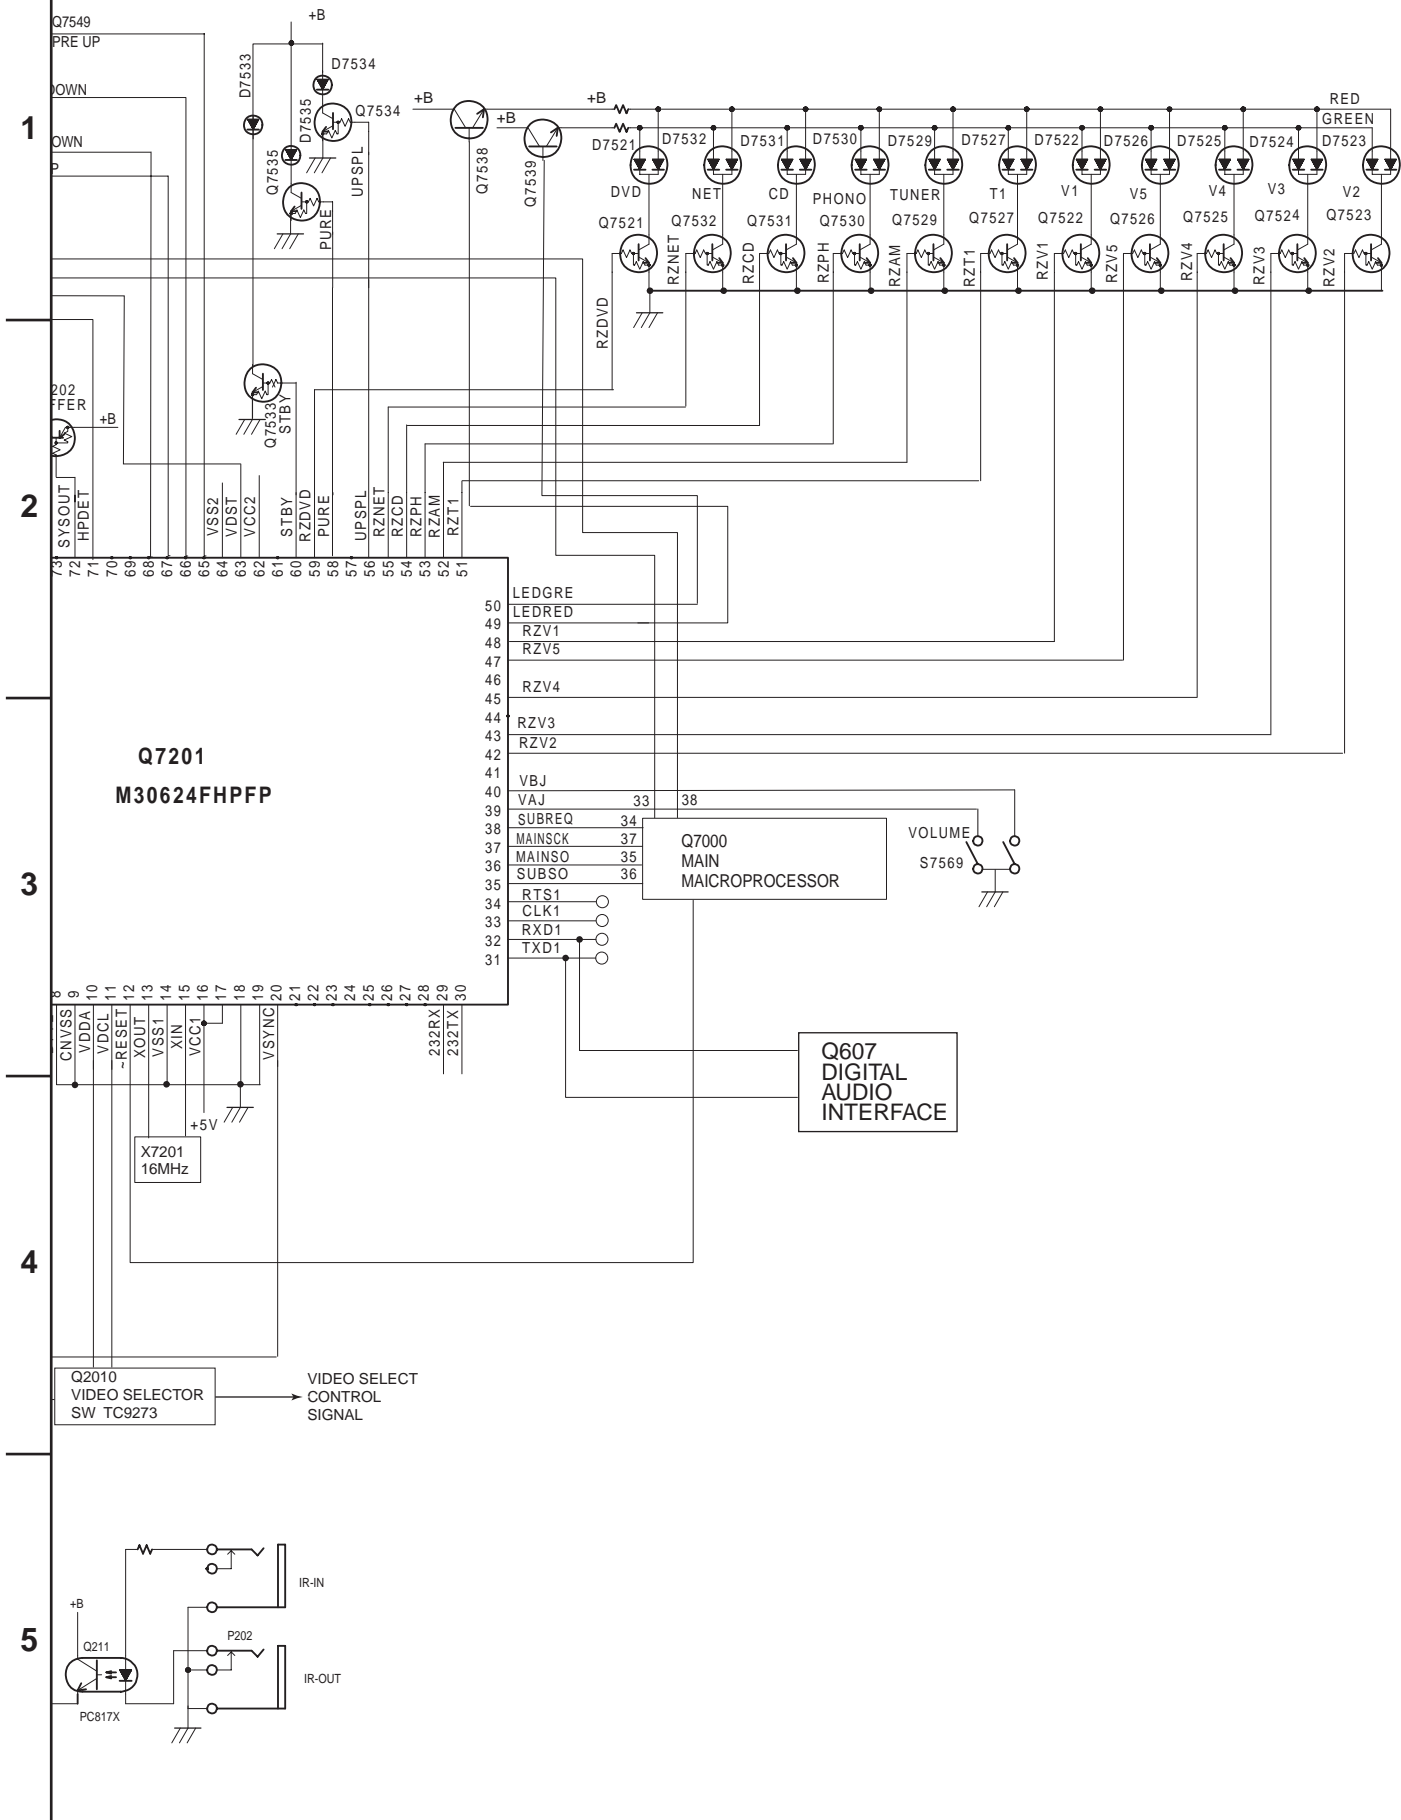 Q7549
PRE UP
+B
D7533
D7534
D7535
Q7534
Q7535
UPSPL
PURE
+B
Q7538
+B
Q7539
+B
RED
GREEN
1
OWN
D7521
D7532
D7531
D7530
D7529
D7527
D7522
D7526
D7525
D7524
D7523
DVD
NET
CD
PHONO
TUNER
T1
V1
V5
V4
V3
V2
Q7521
Q7532
Q7531
Q7530
Q7529
Q7527
Q7522
Q7526
Q7525
Q7524
Q7523
RZDVD
RZNET
RZCD
RZPH
RZAM
RZT1
RZV1
RZV5
RZV4
RZV3
RZV2
202
FFER
+B
Q7533
STBY
2
SYSOUT
HPDET
VSS2
VDST
VCC2
STBY
RZDVD
PURE
UPSPL
RZNET
RZCD
RZPH
RZAM
RZT1
73 72 71 70 69 68 67 66 65 64 63 62 61 60 59 58 57 56 55 54 53 52 51
50 LEDGRE
49 LEDRED
48 RZV1
47 RZV5
46
45 RZV4
44
43 RZV3
42 RZV2
41
40 VBJ
39 VAJ 33 38
38 SUBREQ 34
37 MAINSCK 37
36 MAINSO 35
35 SUBSO 36
34 RTS1
33 CLK1
32 RXD1
31 TXD1
Q7201
M30624FHPFP
Q7000
MAIN
MAICROPROCESSOR
VOLUME
S7569
3
8 9 10 11 12 13 14 15 16 17 18 19 20 21 22 23 24 25 26 27 28 29 30
CNVSS
VDDA
VDCL
~RESET
XOUT
VSS1
XIN
VCC1
VSYNC
232RX
232TX
Q607
DIGITAL
AUDIO
INTERFACE
+5V
X7201
16MHz
4
Q2010
VIDEO SELECTOR
SW TC9273
VIDEO SELECT
CONTROL
SIGNAL
IR-IN
+B
5
Q211
P202
IR-OUT
PC817X